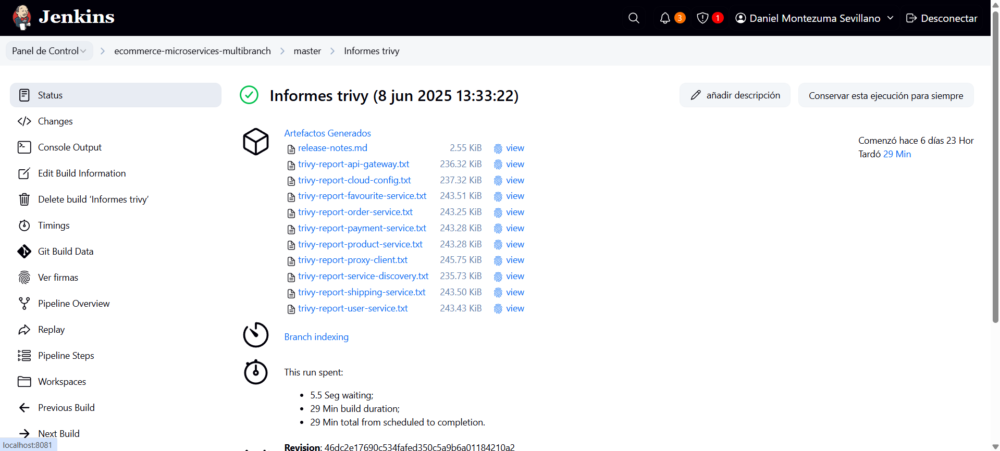 Jenkins
3
1
Daniel Montezuma Sevillano
Desconectar
Panel de Control
ecommerce-microservices-multibranch
master
Informes trivy
Status
Changes
Console Output
Edit Build Information
Delete build ‘Informes trivy’
Timings
Git Build Data
Ver firmas
Pipeline Overview
Replay
Pipeline Steps
Workspaces
Previous Build
Next Build
localhost:8081
Informes trivy (8 jun 2025 13:33:22)
añadir descripción
Conservar esta ejecución para siempre
Comenzó hace 6 días 23 Hor
Tardó 29 Min
Artefactos Generados
release-notes.md 2.55 KiB view
trivy-report-api-gateway.txt 236.32 KiB view
trivy-report-cloud-config.txt 237.32 KiB view
trivy-report-favourite-service.txt 243.51 KiB view
trivy-report-order-service.txt 243.25 KiB view
trivy-report-payment-service.txt 243.28 KiB view
trivy-report-product-service.txt 243.28 KiB view
trivy-report-proxy-client.txt 245.75 KiB view
trivy-report-service-discovery.txt 235.73 KiB view
trivy-report-shipping-service.txt 243.50 KiB view
trivy-report-user-service.txt 243.43 KiB view
Branch indexing
This run spent:
• 5.5 Seg waiting;
• 29 Min build duration;
• 29 Min total from scheduled to completion.
Revision: 46dc2e17690c534fafed350c5a9b6a01184210a2